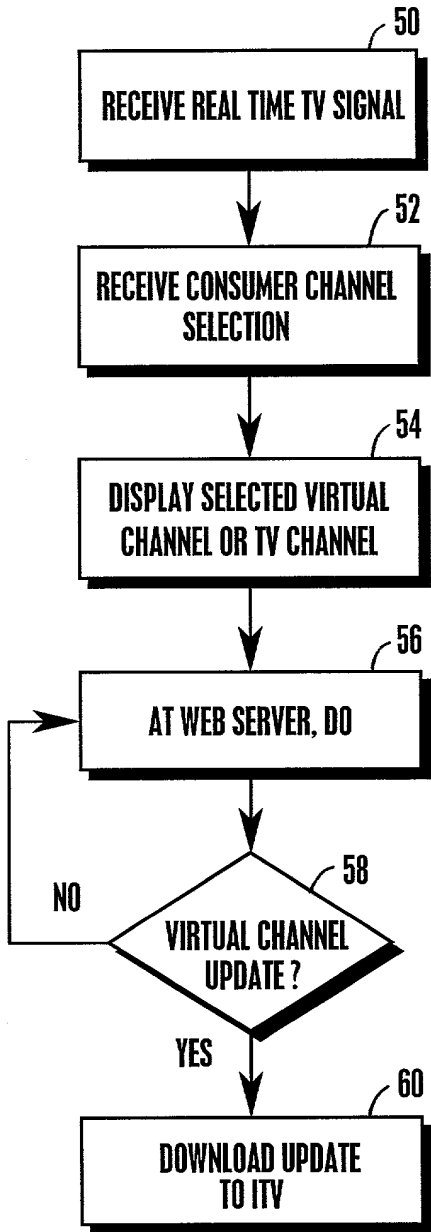 50
RECEIVE REAL TIME TV SIGNAL
52
RECEIVE CONSUMER CHANNEL
SELECTION
54
DISPLAY SELECTED VIRTUAL
CHANNEL OR TV CHANNEL
56
AT WEB SERVER, DO
58
NO
VIRTUAL CHANNEL
UPDATE ?
YES
60
DOWNLOAD UPDATE
TO ITV